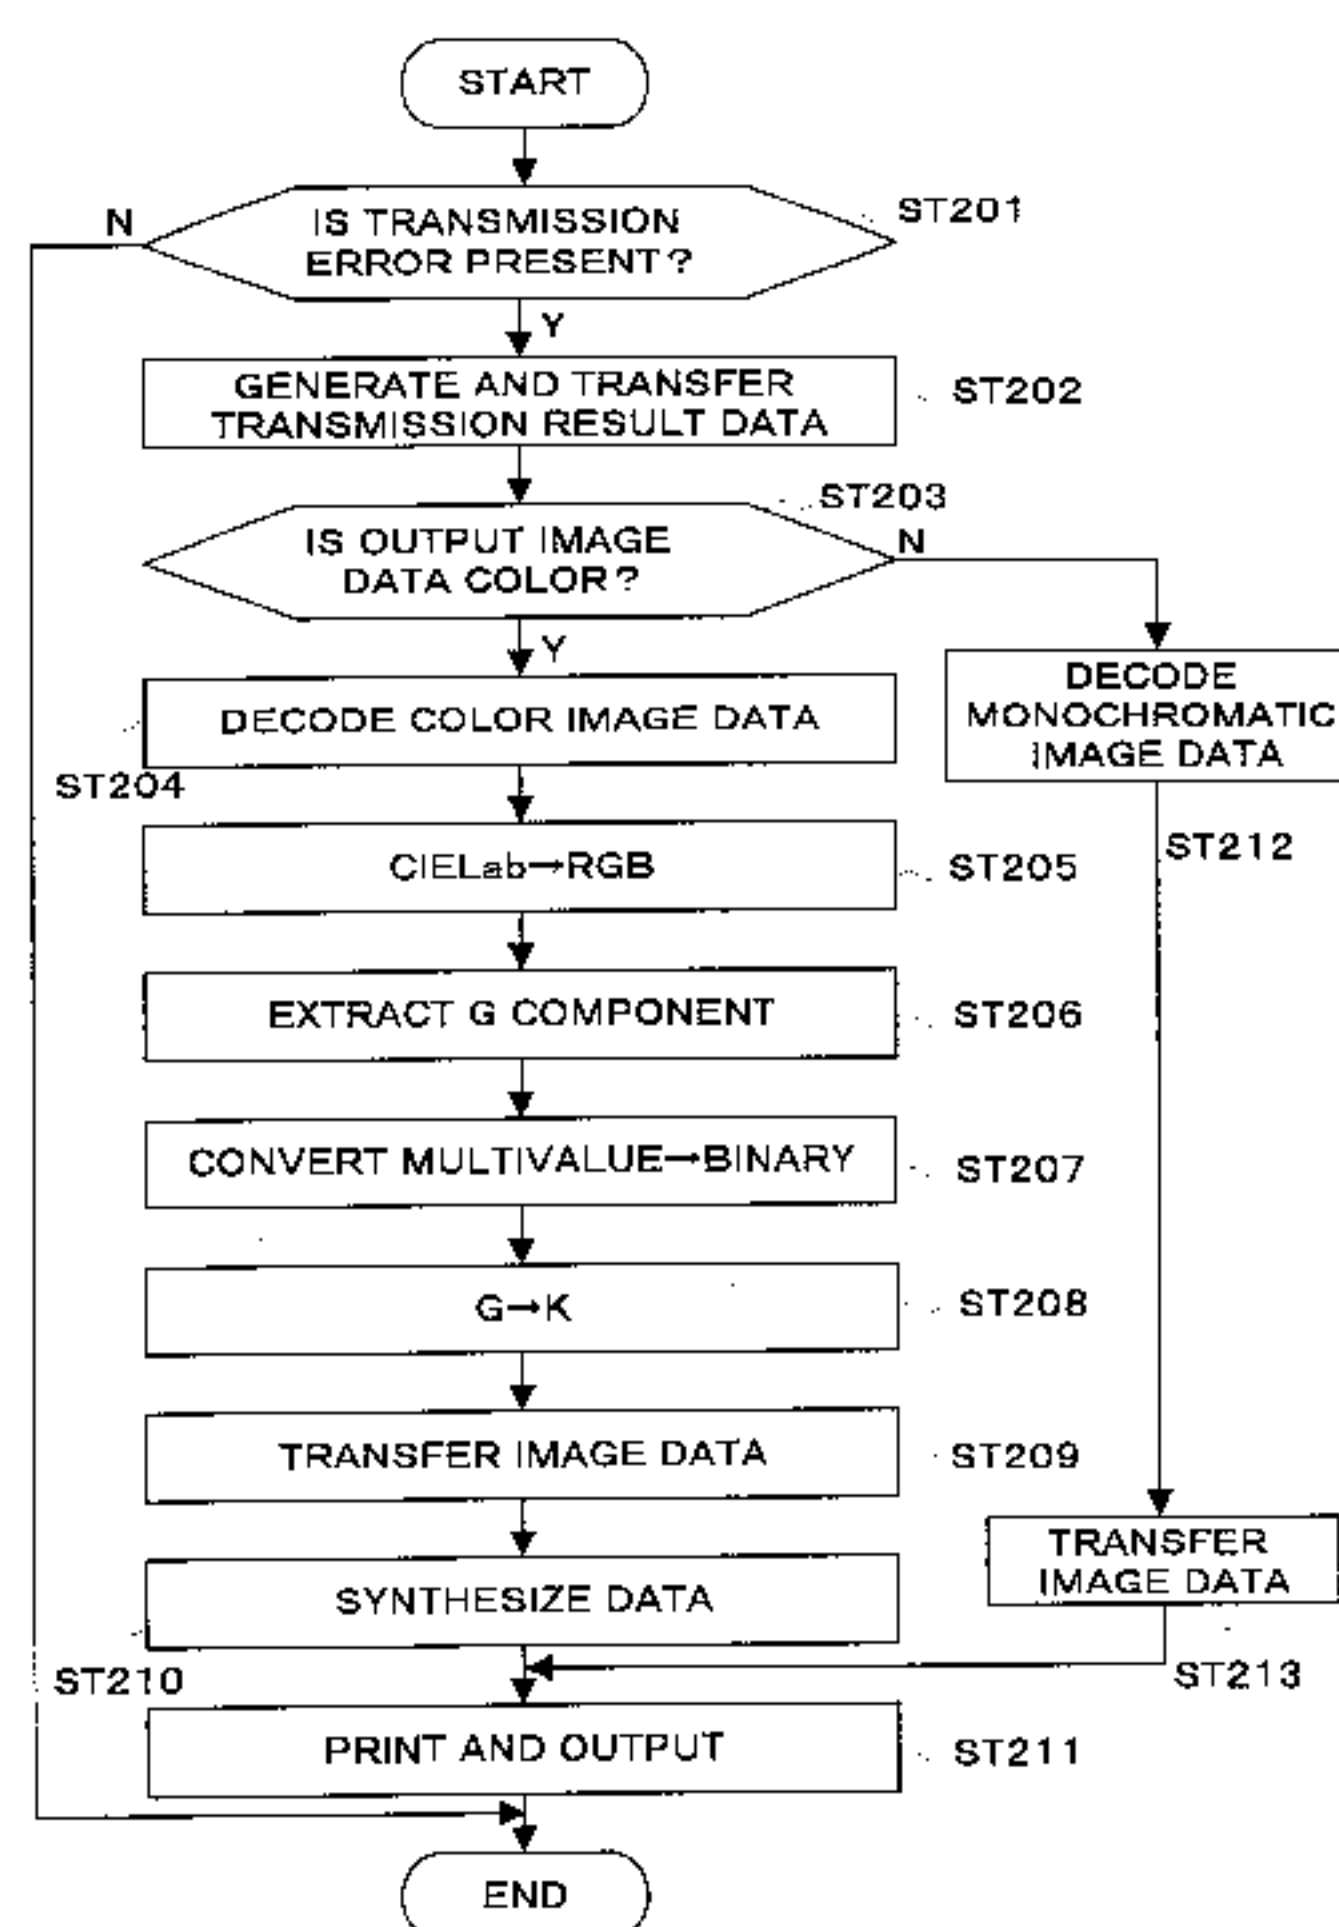 START
N
IS TRANSMISSION
ERROR PRESENT?
ST201
Y
GENERATE AND TRANSFER
TRANSMISSION RESULT DATA
ST202
ST203
IS OUTPUT IMAGE
DATA COLOR?
N
Y
DECODE COLOR IMAGE DATA
ST204
DECODE
MONOCHROMATIC
IMAGE DATA
ST212
CIELab→RGB
ST205
EXTRACT G COMPONENT
ST206
CONVERT MULTIVALUE→BINARY
ST207
G→K
ST208
TRANSFER IMAGE DATA
ST209
SYNTHESIZE DATA
ST210
TRANSFER
IMAGE DATA
ST213
PRINT AND OUTPUT
ST211
END